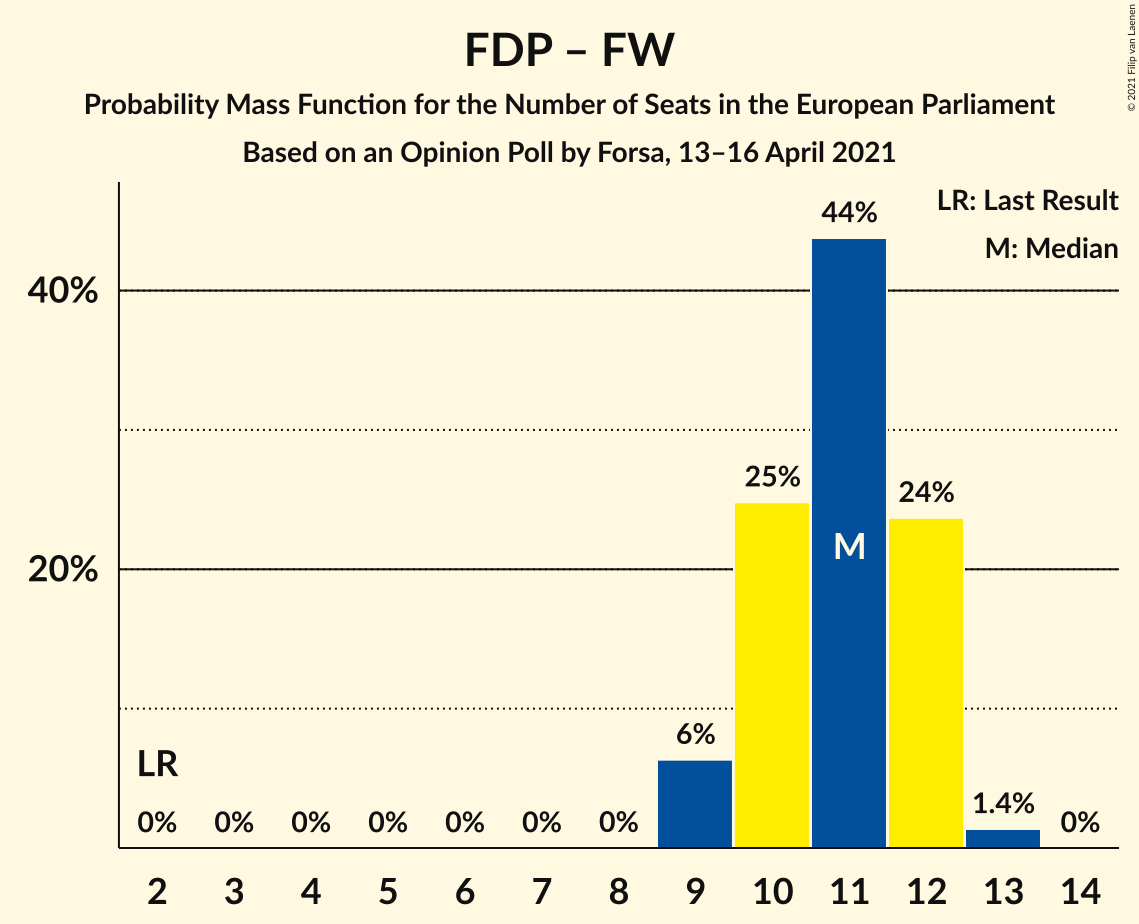 FDP – FW
Probability Mass Function for the Number of Seats in the European Parliament
Based on an Opinion Poll by Forsa, 13–16 April 2021
© 2021 Filip van Laenen
LR: Last Result
M: Median
44%
40%
25%
24%
M
20%
6%
LR
1.4%
0% 0% 0% 0% 0% 0% 0% 0%
2 3 4 5 6 7 8 9 10 11 12 13 14